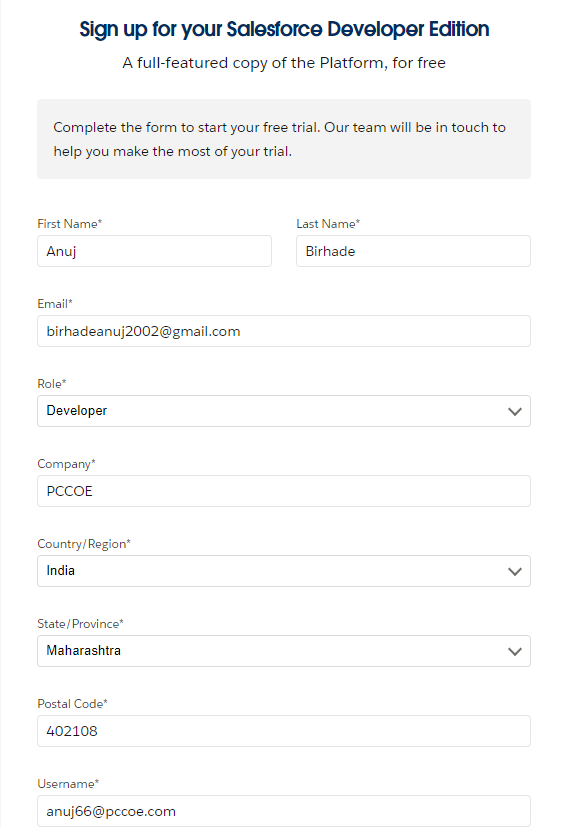 Sign up for your Salesforce Developer Edition
A full-featured copy of the Platform, for free
Complete the form to start your free trial. Our team will be in touch to
help you make the most of your trial.
First Name* Last Name*
Anuj Birhade
Email*
birhadeanuj2002@gmail.com
Role*
Developer
Company*
PCCOE
Country/Region*
India
State/Province*
Maharashtra
Postal Code*
402108
Username*
anuj66@pccoe.com